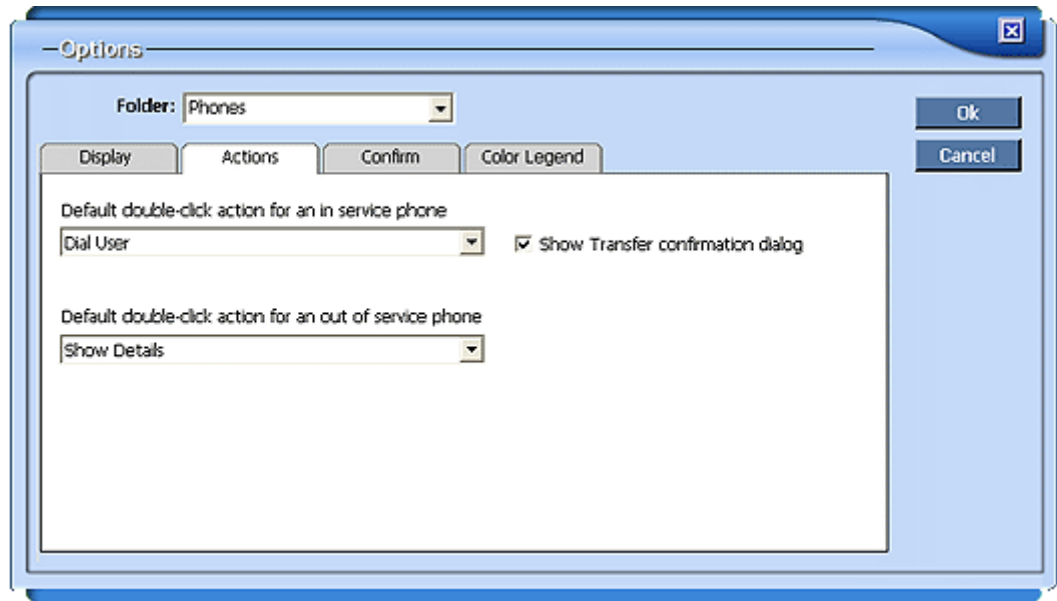 Options
Folder: Phones
Ok
Cancel
Display Actions Confirm Color Legend
Default double-click action for an in service phone
Dial User
Show Transfer confirmation dialog
Default double-click action for an out of service phone
Show Details